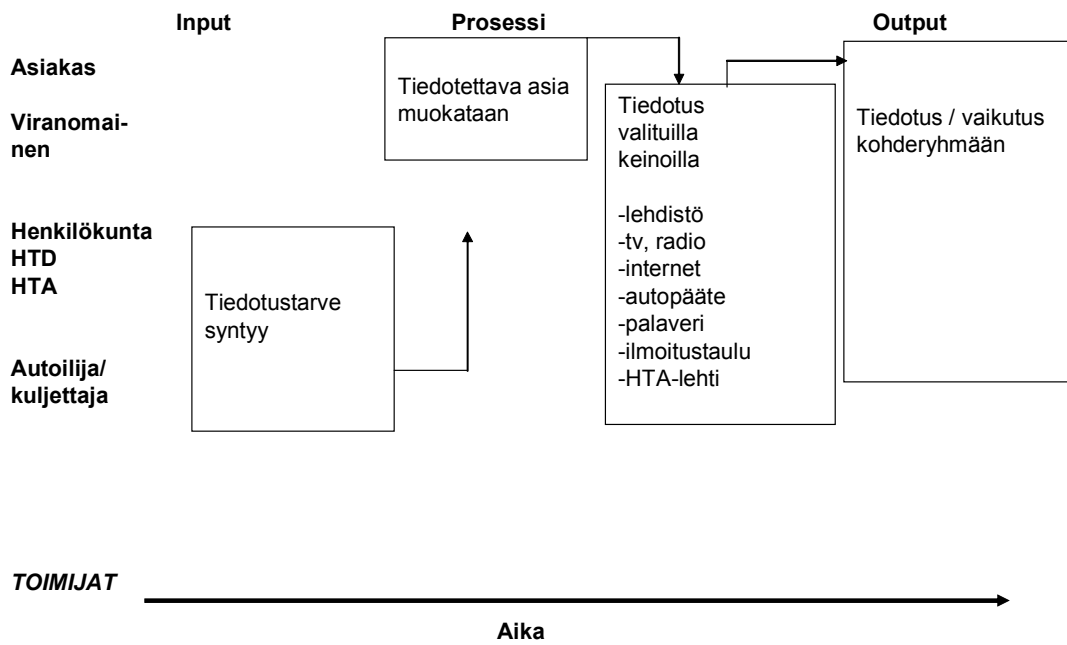 Input
Prosessi
Output
Asiakas
Viranomai-
nen
Henkilökunta
HTD
HTA
Autoilija/
kuljettaja
Tiedotustarve
syntyy
Tiedotettava asia
muokataan
Tiedotus
valituilla
keinoilla
-lehdistö
-tv, radio
-internet
-autopääte
-palaveri
-ilmoitustaulu
-HTA-lehti
Tiedotus / vaikutus
kohderyhmään
TOIMIJAT
Aika